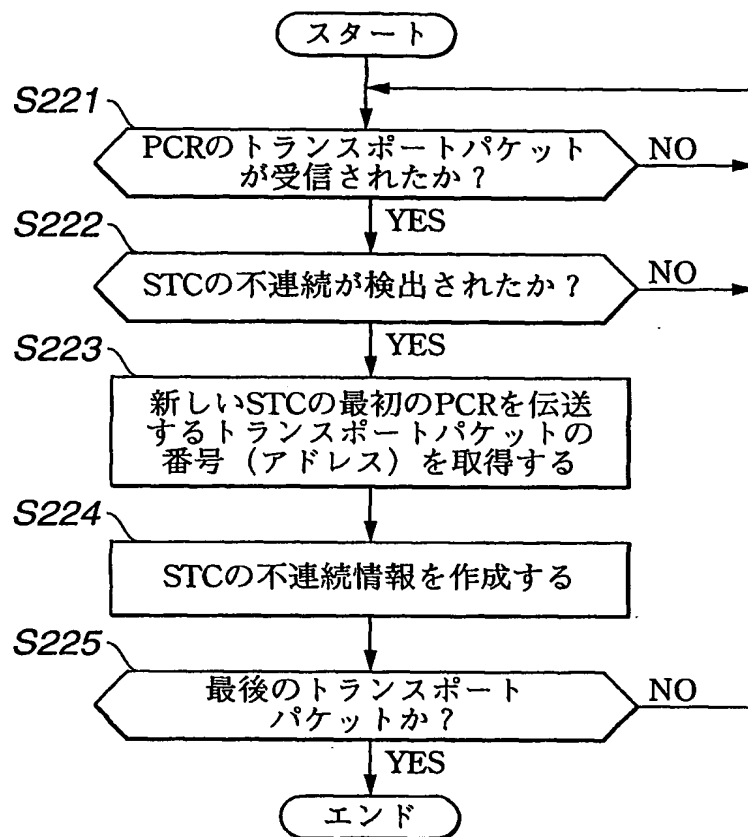 スタート
S221
PCRのトランスポートパケット
が受信されたか？
NO
YES
S222
STCの不連続が検出されたか？
NO
YES
S223
新しいSTCの最初のPCRを伝送
するトランスポートパケットの
番号（アドレス）を取得する
S224
STCの不連続情報を作成する
S225
最後のトランスポート
パケットか？
NO
YES
エンド